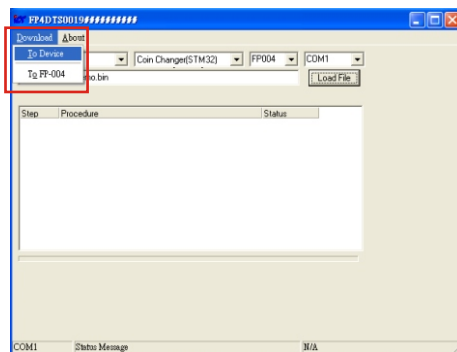 ICT FP4DTS0019##########
Download About
To Device
Coin Changer(STM32) FP004 COM1
To FP-004
mo.bin Load File
Step Procedure Status
COM1 Status Message N/A